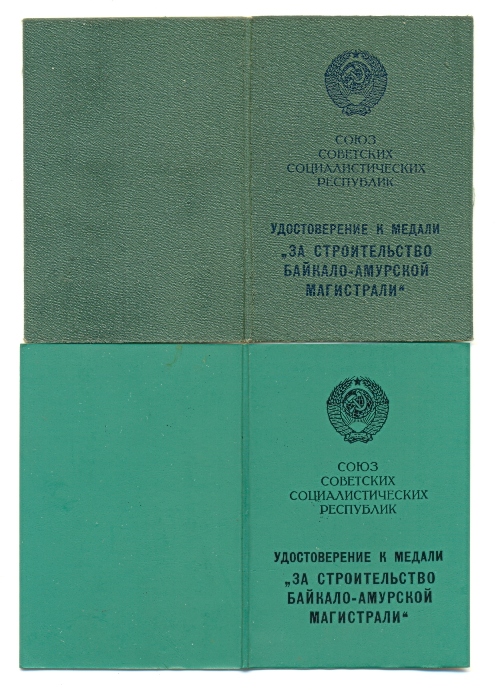 СОЮЗ
СОВЕТСКИХ
СОЦИАЛИСТИЧЕСКИХ
РЕСПУБЛИК
УДОСТОВЕРЕНИЕ К МЕДАЛИ
„ЗА СТРОИТЕЛЬСТВО
БАЙКАЛО-АМУРСКОЙ
МАГИСТРАЛИ“
СОЮЗ
СОВЕТСКИХ
СОЦИАЛИСТИЧЕСКИХ
РЕСПУБЛИК
УДОСТОВЕРЕНИЕ К МЕДАЛИ
„ЗА СТРОИТЕЛЬСТВО
БАЙКАЛО-АМУРСКОЙ
МАГИСТРАЛИ“